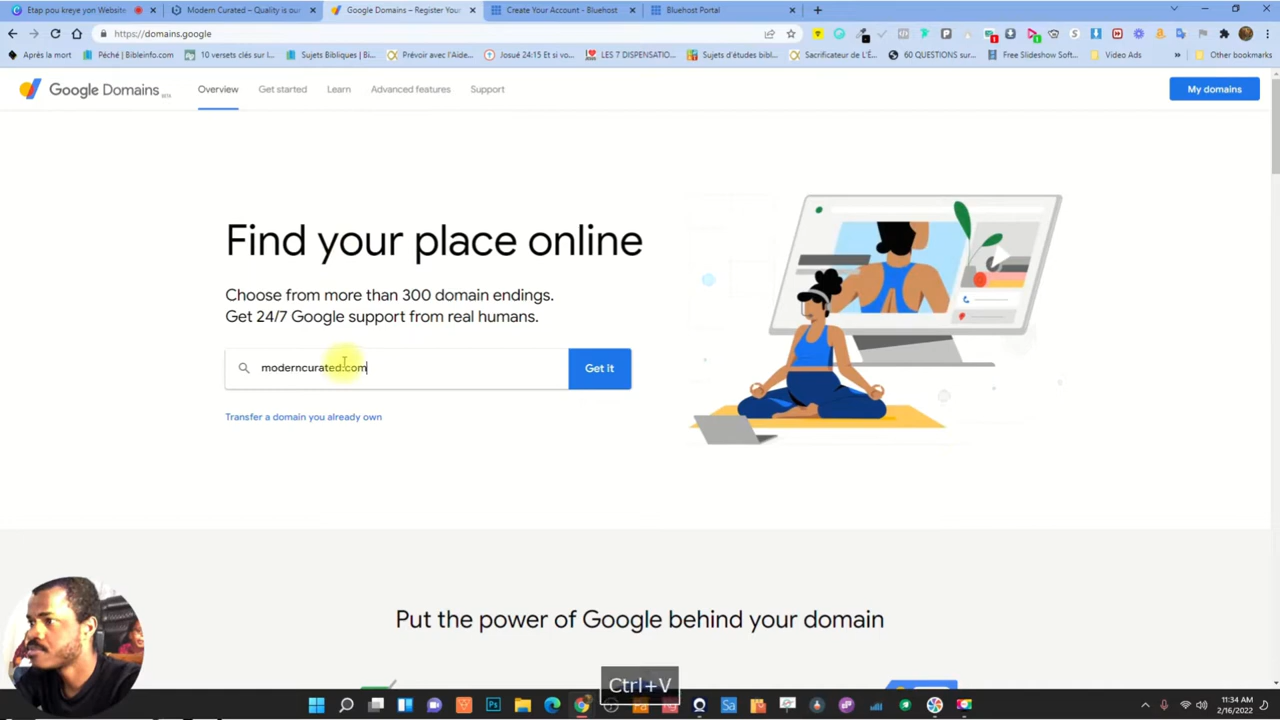 Etap pou kreye yon Website
Modern Curated – Quality is our
Google Domains – Register Your
Create Your Account - Bluehost
Bluehost Portal
https://domains.google
Après la mort
Péché | Bibleinfo.com
10 versets clés sur l...
Sujets Bibliques | Bi...
Prévoir avec l'Aide...
Josué 24:15 Et si vo...
LES 7 DISPENSATIO...
Sujets d'études bibl...
Sacrificateur de L'É...
60 QUESTIONS sur...
Free Slideshow Soft...
Video Ads
Other bookmarks
Google Domains BETA
Overview
Get started
Learn
Advanced features
Support
My domains
Find your place online
Choose from more than 300 domain endings.
Get 24/7 Google support from real humans.
moderncurated.com
Get it
Transfer a domain you already own
Put the power of Google behind your domain
Ctrl+V
11:34 AM
2/16/2022